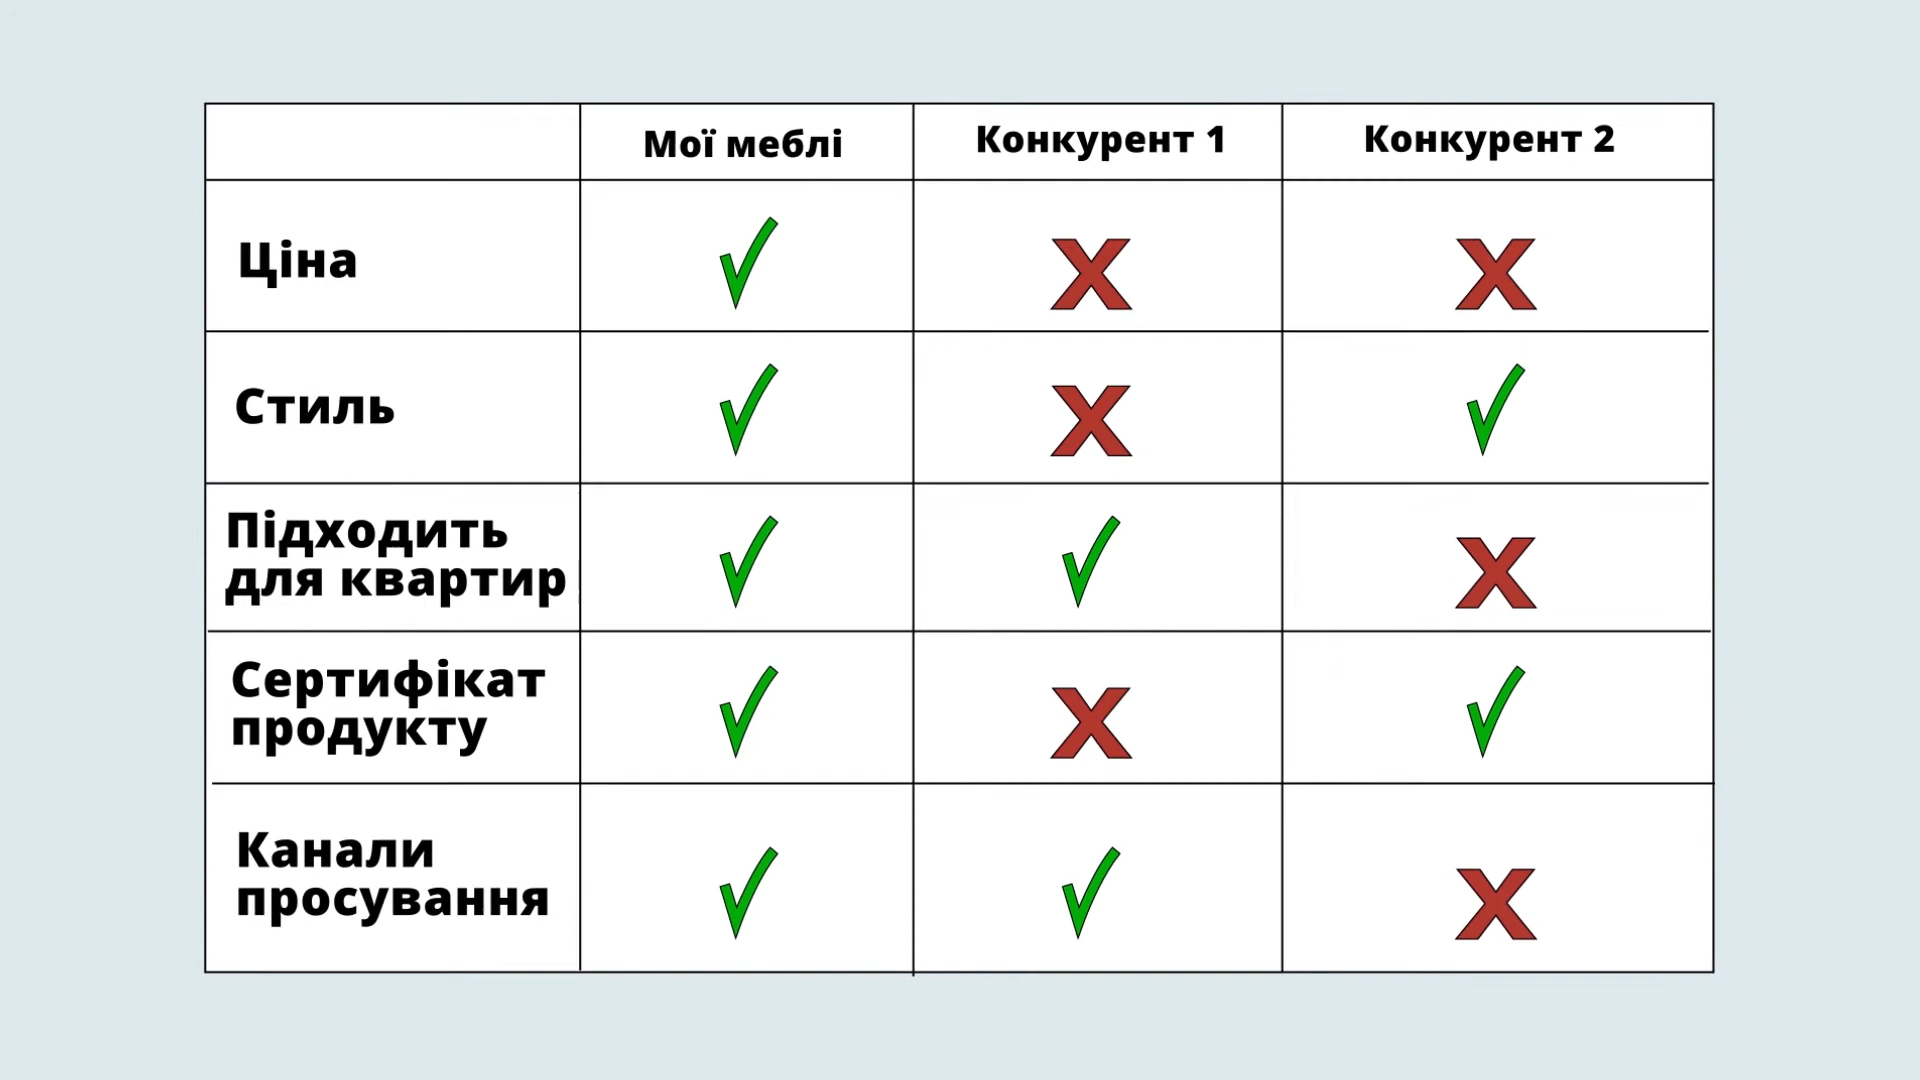 Мої меблі
Конкурент 1
Конкурент 2
Ціна
Стиль
Підходить
для квартир
Сертифікат
продукту
Канали
просування